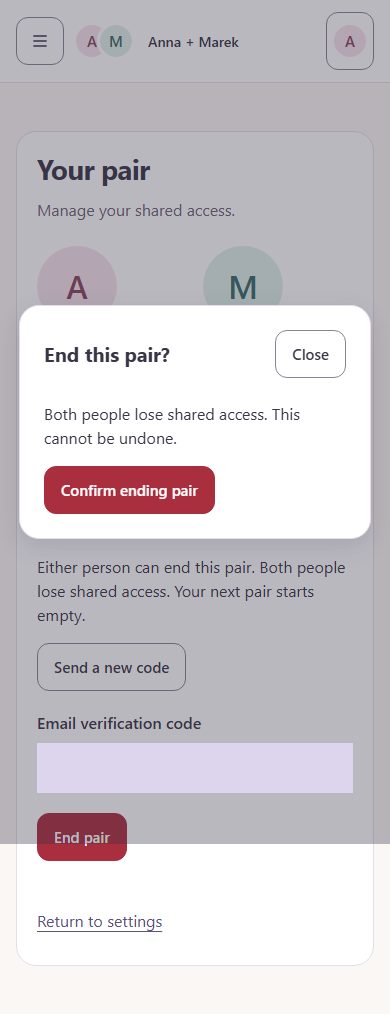 A M Anna + Marek A
Your pair
Manage your shared access.
A M
End this pair? Close
Both people lose shared access. This
cannot be undone.
Confirm ending pair
Either person can end this pair. Both people
lose shared access. Your next pair starts
empty.
Send a new code
Email verification code
End pair
Return to settings